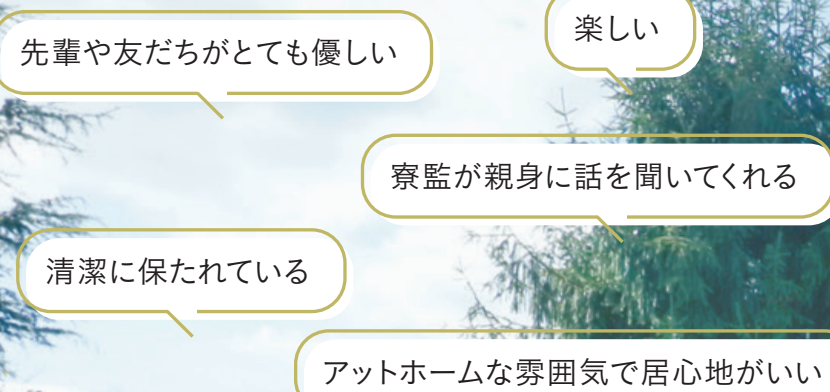 楽しい
先輩や友だちがとても優しい
寮監が親身に話を聞いてくれる
清潔に保たれている
アットホームな雰囲気で居心地がいい